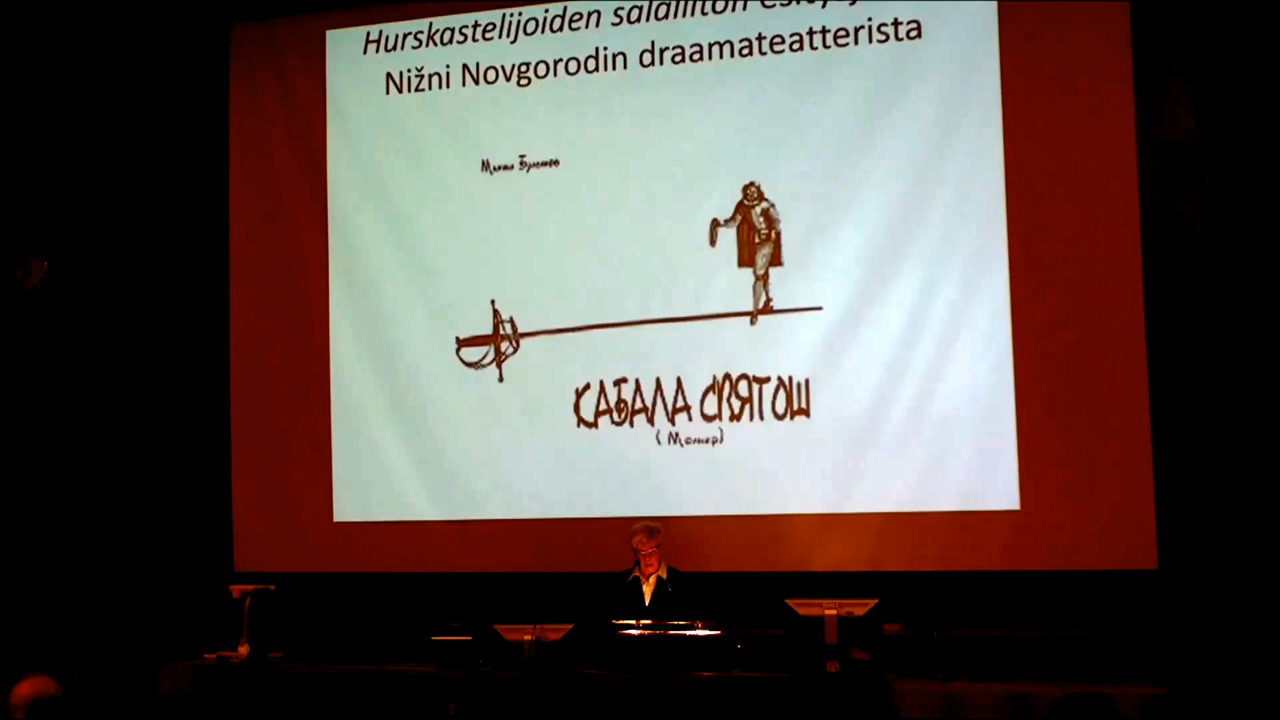 Hurskastelijoiden salaliiton
Nižni Novgorodin draamateatterista
КАБАЛА СВЯТОШ